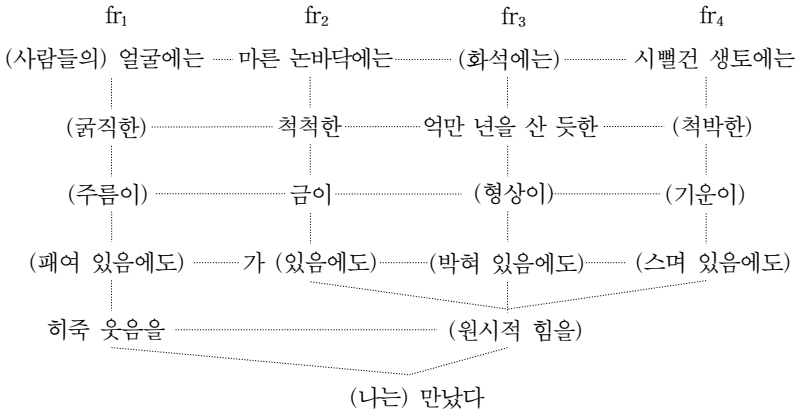 fr₁ fr₂ fr₃ fr₄
(사람들의) 얼굴에는 마른 논바닥에는 (화석에는) 시뻘건 생토에는
(굵직한) 척척한 억만 년을 산 듯한 (척박한)
(주름이) 금이 (형상이) (기운이)
(패여 있음에도) 가 (있음에도) (박혀 있음에도) (스며 있음에도)
히죽 웃음을 (원시적 힘을)
(나는) 만났다